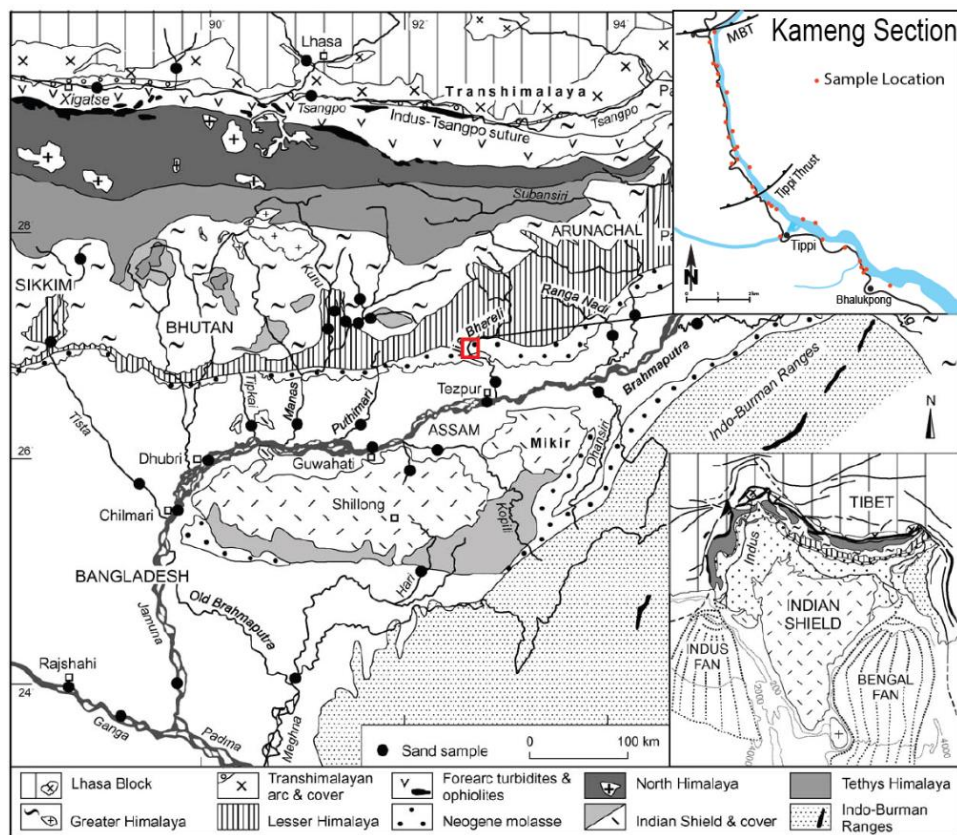 90
92
94
Lhasa
Xigatse
Tsangpo
Transhimalaya
Tsangpo
Indus-Tsangpo suture
Subansiri
28
ARUNACHAL
SIKKIM
BHUTAN
Kuru
Ranga Nadi
Bhereli
Tista
Tipkai
Manas
Puthimari
Tezpur
Brahmaputra
Indo-Burman Ranges
N
26
ASSAM
Mikir
Dhansiri
Dhubri
Guwahati
Shillong
Kopili
Chilmari
BANGLADESH
Hari
Old Brahmaputra
Jamuna
Rajshahi
24
Ganga
Padma
Meghna
Sand sample
0 100 km
Kameng Section
MBT
Sample Location
Tippi Thrust
Tippi
N
Bhalukpong
TIBET
Indus
INDIAN
SHIELD
INDUS
FAN
BENGAL
FAN
2000
4000
4000
Lhasa Block
Transhimalayan
arc & cover
Forearc turbidites &
ophiolites
North Himalaya
Tethys Himalaya
Greater Himalaya
Lesser Himalaya
Neogene molasse
Indian Shield & cover
Indo-Burman
Ranges